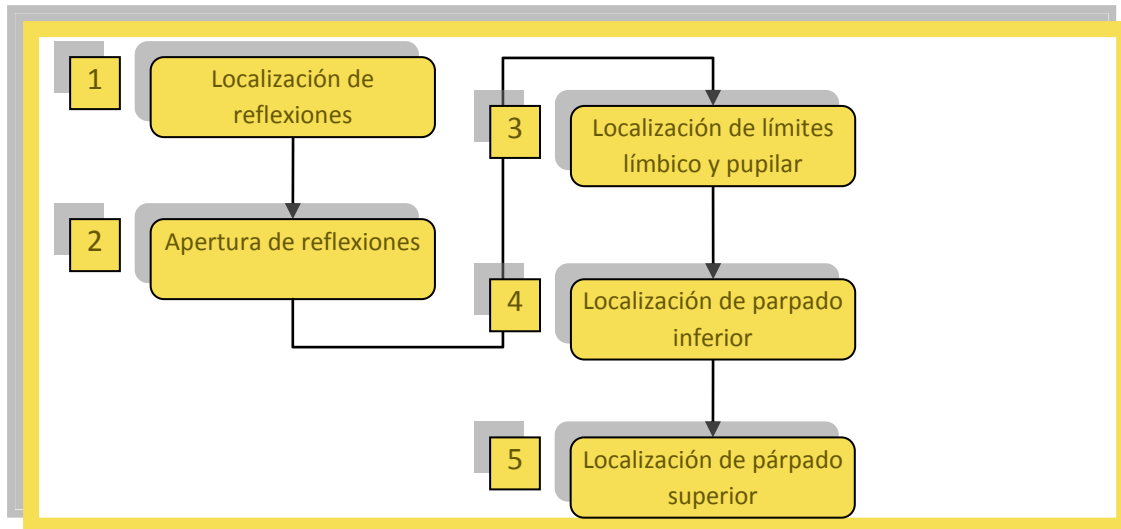 1
Localización de
reflexiones
2
Apertura de reflexiones
3
Localización de límites
límbico y pupilar
4
Localización de parpado
inferior
5
Localización de párpado
superior